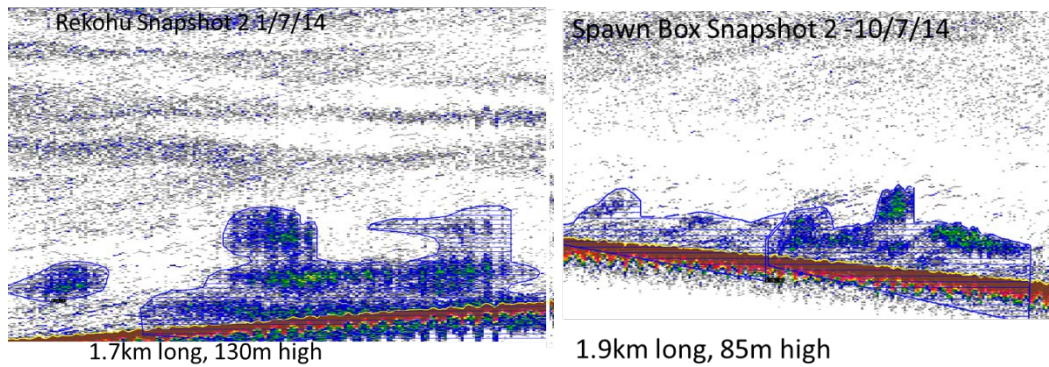 Rekohu Snapshot 2 1/7/14
Spawn Box Snapshot 2 -10/7/14
1.7km long, 130m high
1.9km long, 85m high